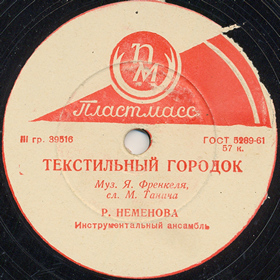 ПМ
Пластмасс
III гр. 39516
ГОСТ 5289-61
57 к.
ТЕКСТИЛЬНЫЙ ГОРОДОК
Муз. Я. Френкеля,
сл. М. Танича
Р. НЕМЕНОВА
Инструментальный ансамбль